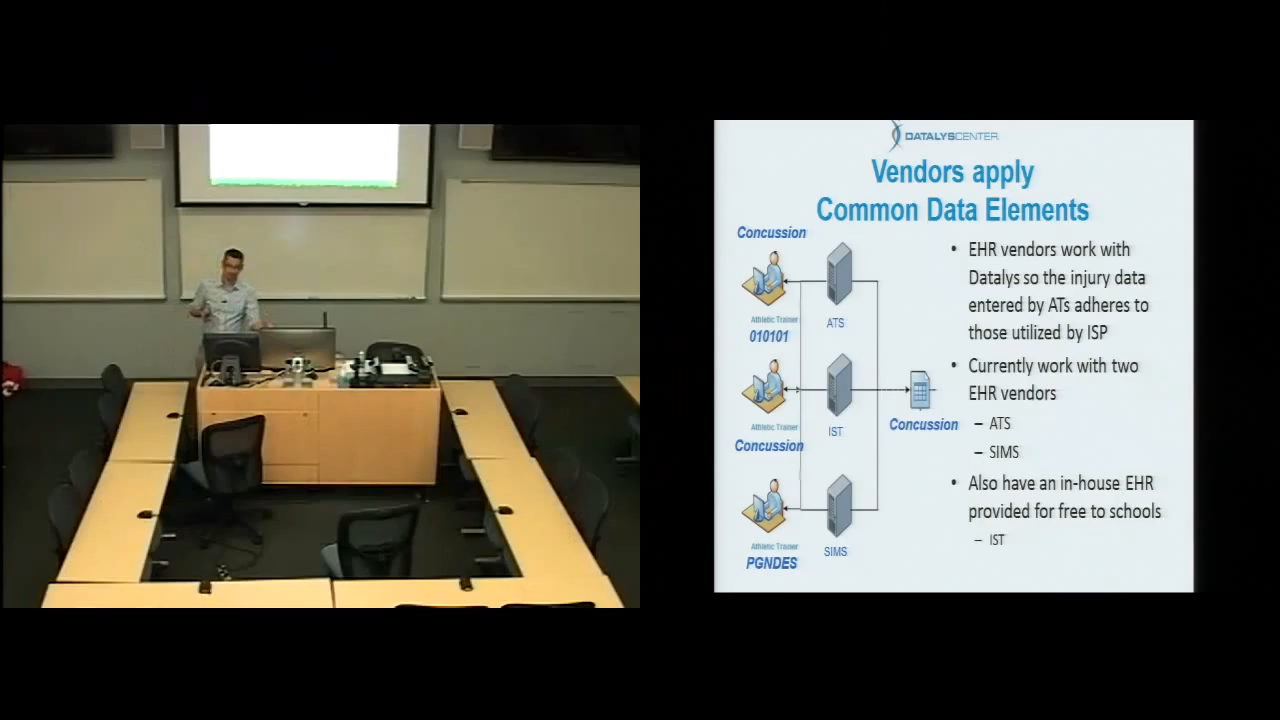 DATALYSCENTER
Vendors apply
Common Data Elements
Concussion
Athletic Trainer
010101
ATS
Athletic Trainer
Concussion
IST
Concussion
Athletic Trainer
PGNDES
SIMS
• EHR vendors work with
Datalys so the injury data
entered by ATs adheres to
those utilized by ISP
• Currently work with two
EHR vendors
– ATS
– SIMS
• Also have an in-house EHR
provided for free to schools
– IST